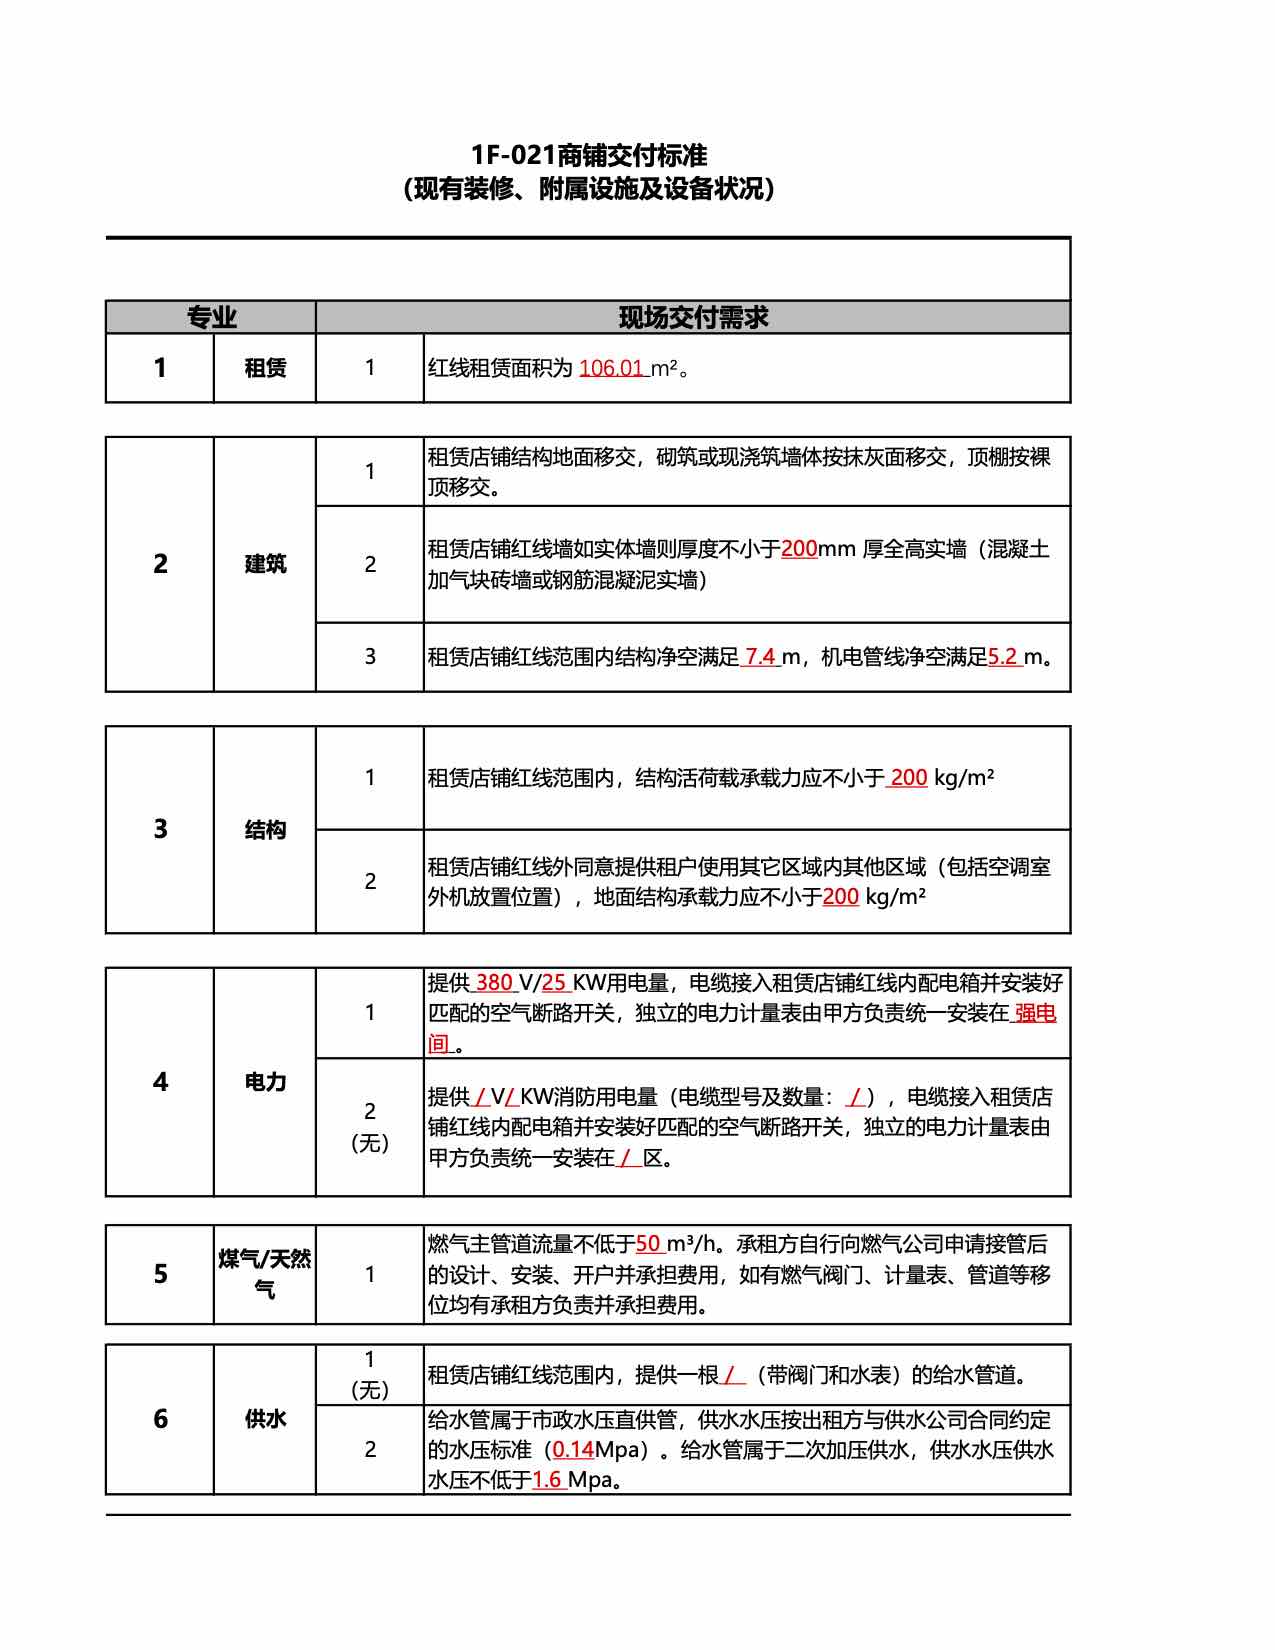 1F-021商铺交付标准
（现有装修、附属设施及设备状况）
专业 现场交付需求
1 租赁 1 红线租赁面积为 106.01 m²。
1 租赁店铺结构地面移交，砌筑或现浇筑墙体按抹灰面移交，顶棚按裸
顶移交。
2 建筑 2 租赁店铺红线墙如实体墙则厚度不小于200mm 厚全高实墙（混凝土
加气块砖墙或钢筋混凝泥实墙）
3 租赁店铺红线范围内结构净空满足 7.4 m，机电管线净空满足5.2 m。
3 结构 1 租赁店铺红线范围内，结构活荷载承载力应不小于 200 kg/m²
2 租赁店铺红线外同意提供租户使用其它区域内其他区域（包括空调室
外机放置位置），地面结构承载力应不小于200 kg/m²
4 电力 1 提供 380 V/25 KW用电量，电缆接入租赁店铺红线内配电箱并安装好
匹配的空气断路开关，独立的电力计量表由甲方负责统一安装在 强电
间 。
2 提供 / V/ KW消防用电量（电缆型号及数量： / ），电缆接入租赁店
（无） 铺红线内配电箱并安装好匹配的空气断路开关，独立的电力计量表由
甲方负责统一安装在 / 区。
5 煤气/天然 1 燃气主管道流量不低于50 m³/h。承租方自行向燃气公司申请接管后
气 的设计、安装、开户并承担费用，如有燃气阀门、计量表、管道等移
位均有承租方负责并承担费用。
6 供水 1 租赁店铺红线范围内，提供一根 / （带阀门和水表）的给水管道。
（无）
2 给水管属于市政水压直供管，供水水压按出租方与供水公司合同约定
的水压标准（0.14Mpa）。给水管属于二次加压供水，供水水压供水
水压不低于1.6 Mpa。